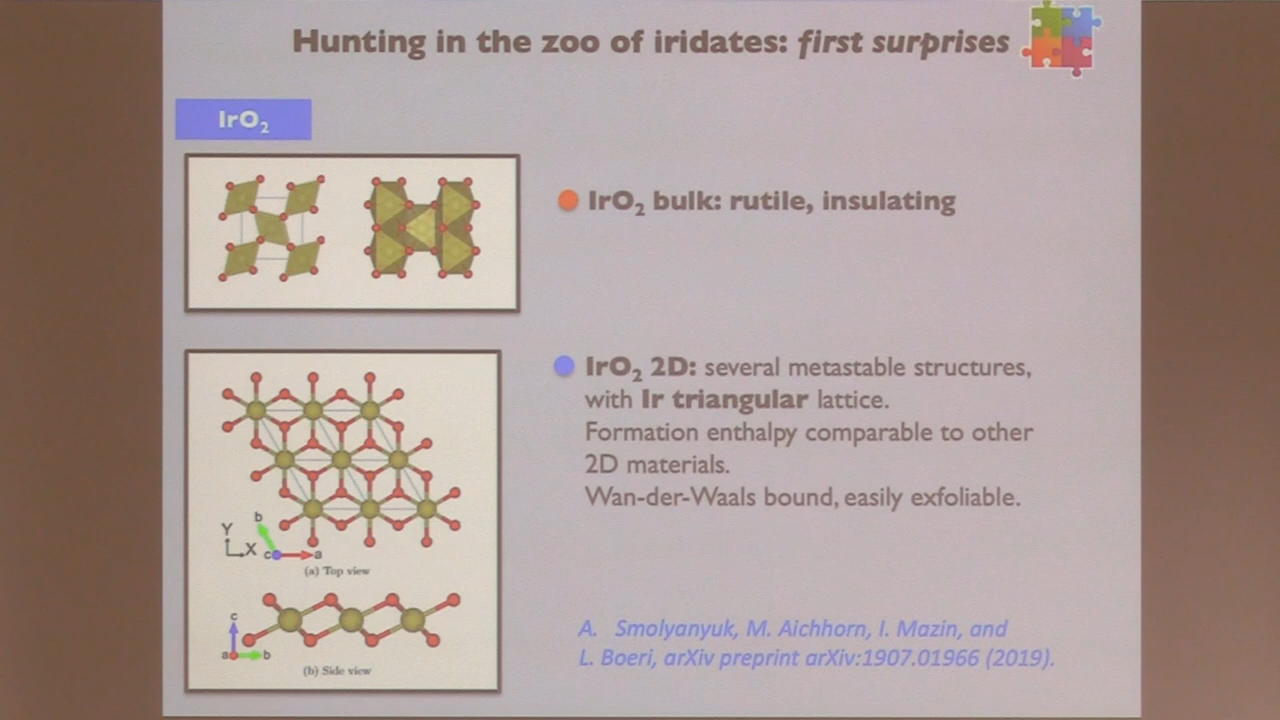 Hunting in the zoo of iridates: first surprises
IrO₂
IrO₂ bulk: rutile, insulating
IrO₂ 2D: several metastable structures,
with Ir triangular lattice.
Formation enthalpy comparable to other
2D materials.
Wan-der-Waals bound, easily exfoliable.
Y
X
b
c
a
(a) Top view
c
a
b
(b) Side view
A. Smolyanyuk, M. Aichhorn, I. Mazin, and
L. Boeri, arXiv preprint arXiv:1907.01966 (2019).